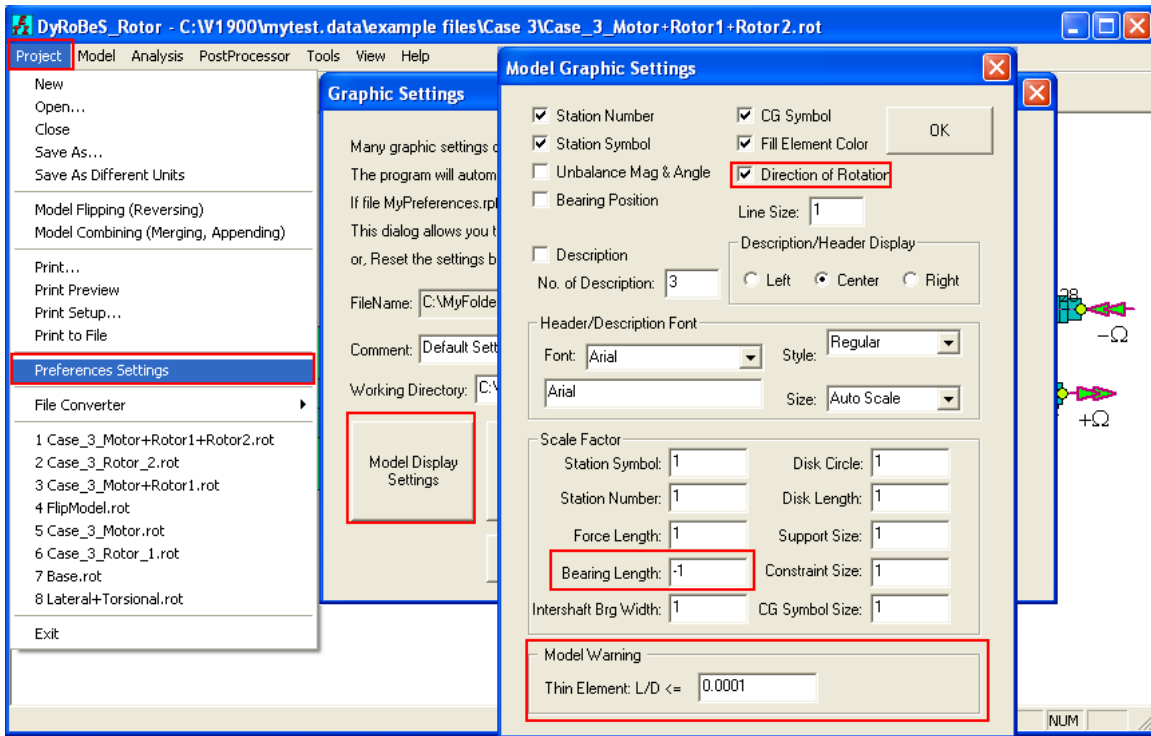 DyRoBeS_Rotor - C:\V1900\mytest.data\example files\Case 3\Case_3_Motor+Rotor1+Rotor2.rot
Project Model Analysis PostProcessor Tools View Help
New
Open...
Close
Save As...
Save As Different Units
Model Flipping (Reversing)
Model Combining (Merging, Appending)
Print...
Print Preview
Print Setup...
Print to File
Preferences Settings
File Converter
1 Case_3_Motor+Rotor1+Rotor2.rot
2 Case_3_Rotor_2.rot
3 Case_3_Motor+Rotor1.rot
4 FlipModel.rot
5 Case_3_Motor.rot
6 Case_3_Rotor_1.rot
7 Base.rot
8 Lateral+Torsional.rot
Exit
Graphic Settings
Many graphic settings
The program will autom
If file MyPreferences.rp
This dialog allows you t
or, Reset the settings b
FileName: C:\MyFolde
Comment: Default Sett
Working Directory: C:\
Model Display
Settings
Model Graphic Settings
Station Number
CG Symbol
OK
Station Symbol
Fill Element Color
Unbalance Mag & Angle
Direction of Rotation
Bearing Position
Line Size: 1
Description
No. of Description: 3
Description/Header Display
Left Center Right
Header/Description Font
Font: Arial
Style: Regular
Arial
Size: Auto Scale
Scale Factor
Station Symbol: 1
Disk Circle: 1
Station Number: 1
Disk Length: 1
Force Length: 1
Support Size: 1
Bearing Length: -1
Constraint Size: 1
Intershaft Brg Width: 1
CG Symbol Size: 1
Model Warning
Thin Element: L/D <= 0.0001
28
−Ω
+Ω
NUM